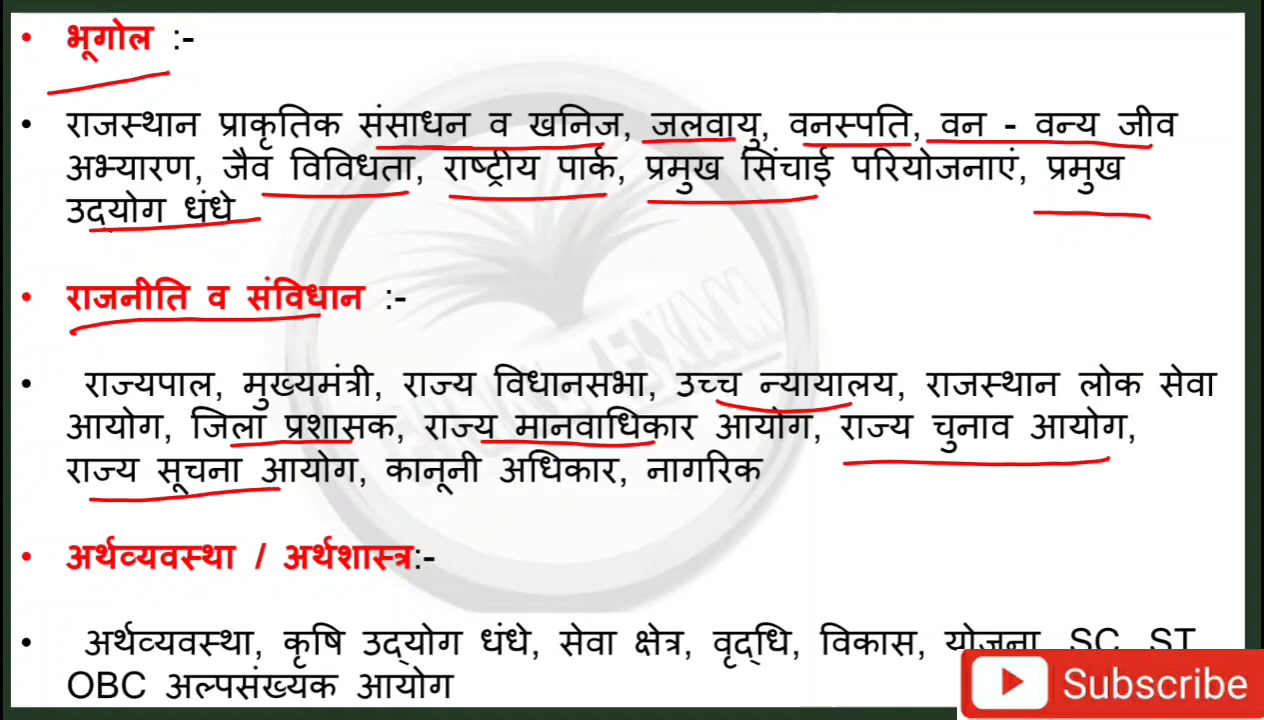 • भूगोल :-
• राजस्थान प्राकृतिक संसाधन व खनिज, जलवायु, वनस्पति, वन - वन्य जीव
अभ्यारण, जैव विविधता, राष्ट्रीय पार्क, प्रमुख सिंचाई परियोजनाएं, प्रमुख
उद्योग धंधे
• राजनीति व संविधान :-
• राज्यपाल, मुख्यमंत्री, राज्य विधानसभा, उच्च न्यायालय, राजस्थान लोक सेवा
आयोग, जिला प्रशासक, राज्य मानवाधिकार आयोग, राज्य चुनाव आयोग,
राज्य सूचना आयोग, कानूनी अधिकार, नागरिक
• अर्थव्यवस्था / अर्थशास्त्र:-
• अर्थव्यवस्था, कृषि उद्योग धंधे, सेवा क्षेत्र, वृद्धि, विकास, योजना SC ST
OBC अल्पसंख्यक आयोग
Subscribe